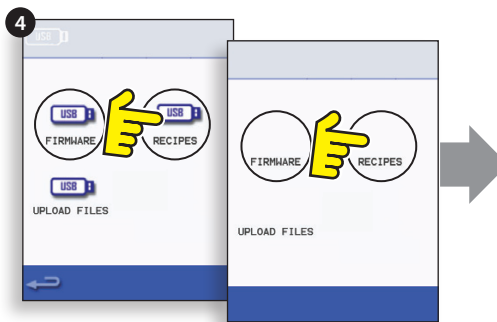 4
USB
USB USB
FIRMWARE RECIPES
USB
UPLOAD FILES
FIRMWARE RECIPES
UPLOAD FILES